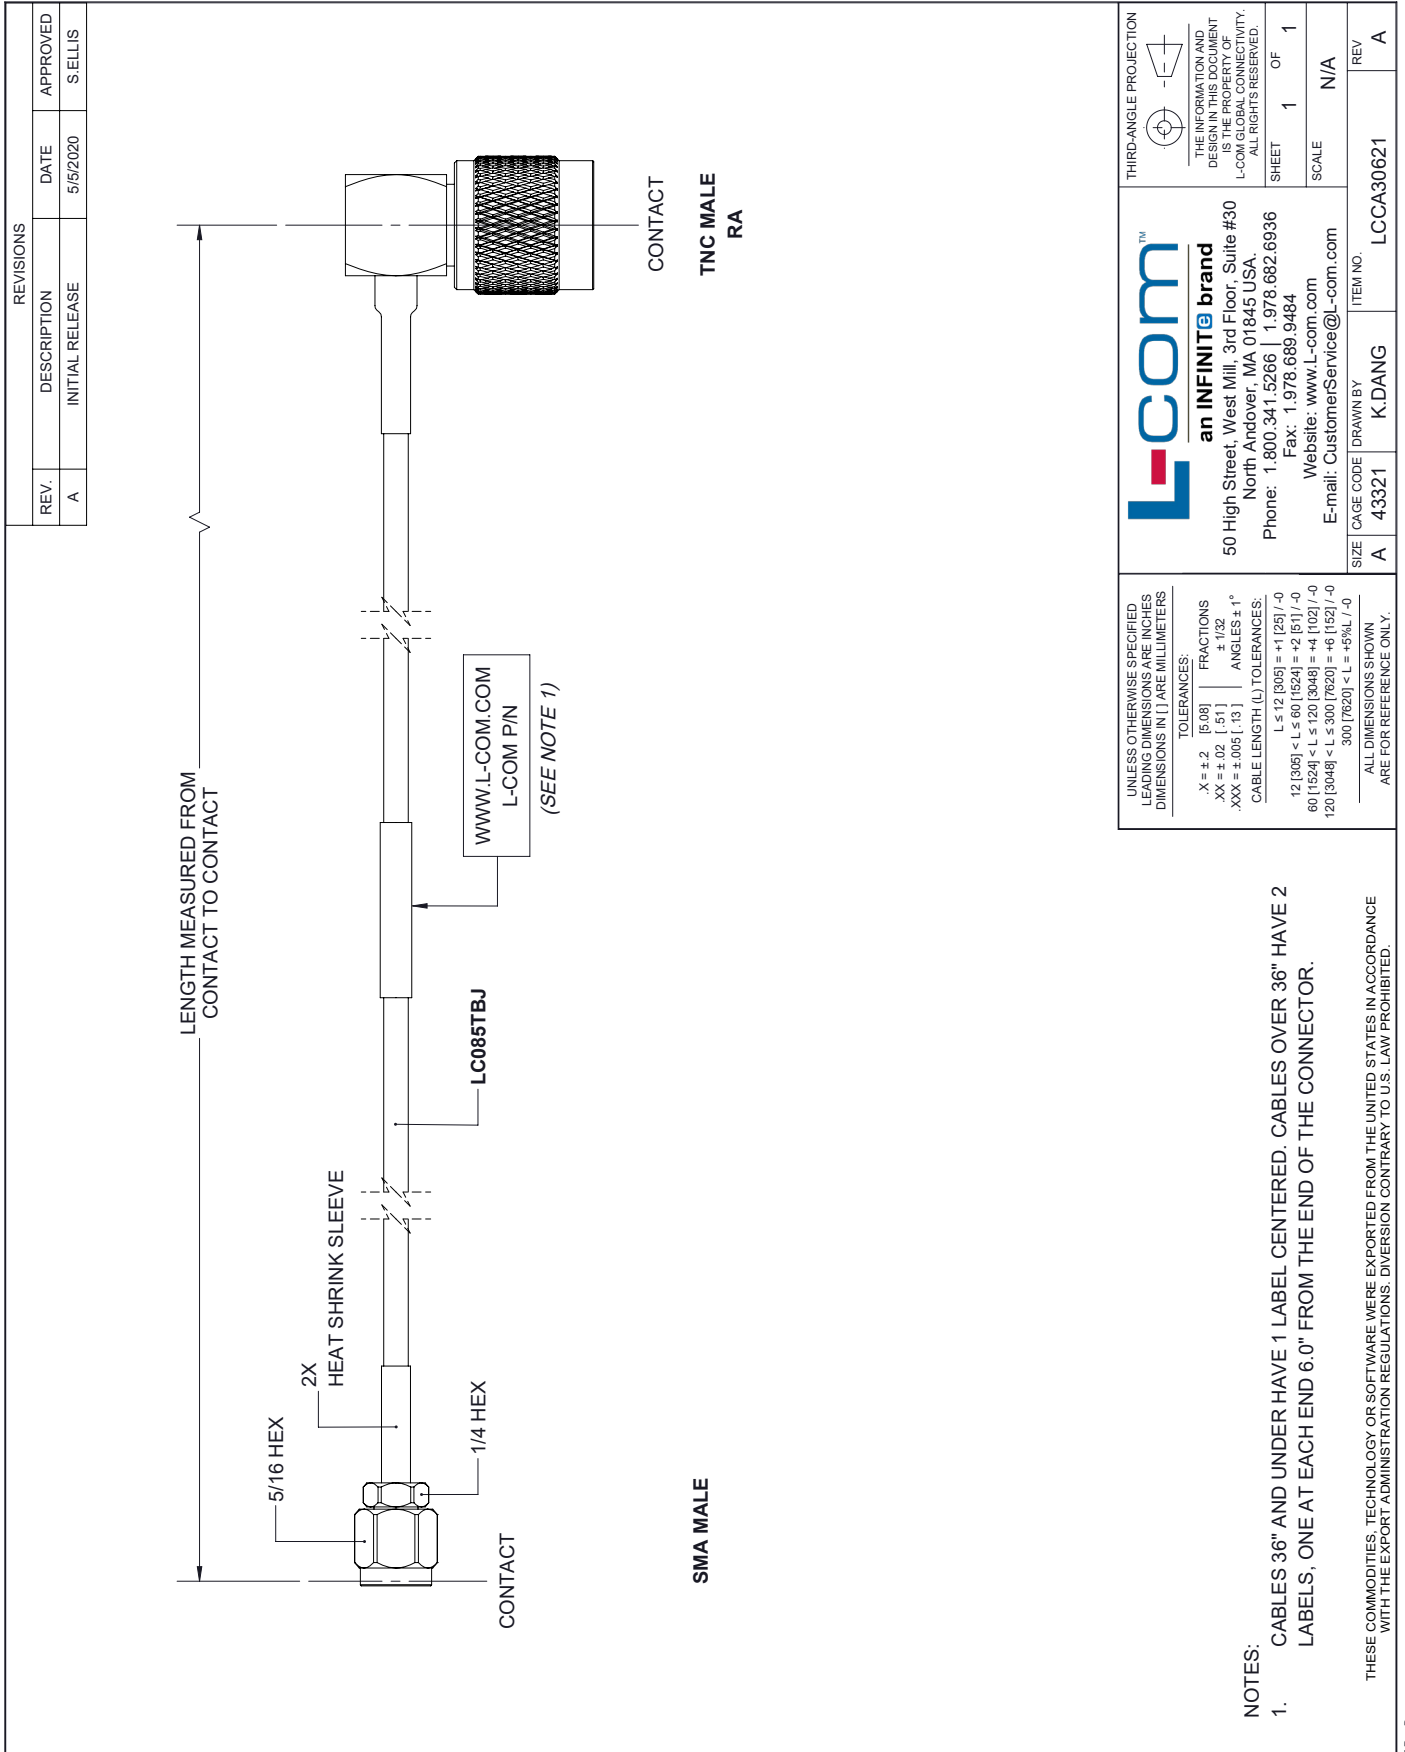 REVISIONS
REV. DESCRIPTION DATE APPROVED
A INITIAL RELEASE 5/5/2020 S.ELLIS
LENGTH MEASURED FROM
CONTACT TO CONTACT
5/16 HEX
2X
HEAT SHRINK SLEEVE
1/4 HEX
CONTACT
LC085TBJ
WWW.L-COM.COM
L-COM P/N
(SEE NOTE 1)
CONTACT
SMA MALE
TNC MALE
RA
NOTES:
1. CABLES 36" AND UNDER HAVE 1 LABEL CENTERED. CABLES OVER 36" HAVE 2
LABELS, ONE AT EACH END 6.0" FROM THE END OF THE CONNECTOR.
THESE COMMODITIES, TECHNOLOGY OR SOFTWARE WERE EXPORTED FROM THE UNITED STATES IN ACCORDANCE
WITH THE EXPORT ADMINISTRATION REGULATIONS. DIVERSION CONTRARY TO U.S. LAW PROHIBITED.
UNLESS OTHERWISE SPECIFIED
LEADING DIMENSIONS ARE INCHES
DIMENSIONS IN [ ] ARE MILLIMETERS
TOLERANCES:
.X = ±.2 [5.08] FRACTIONS
.XX = ±.02 [.51] ± 1/32
.XXX = ±.005 [.13] ANGLES ± 1°
CABLE LENGTH (L) TOLERANCES:
L ≤ 12 [305] = +1 [25] / -0
12 [305] < L ≤ 60 [1524] = +2 [51] / -0
60 [1524] < L ≤ 120 [3048] = +4 [102] / -0
120 [3048] < L ≤ 300 [7620] = +6 [152] / -0
300 [7620] < L = +5%L / -0
ALL DIMENSIONS SHOWN
ARE FOR REFERENCE ONLY.
L-com™
an INFINITe brand
50 High Street, West Mill, 3rd Floor, Suite #30
North Andover, MA 01845 USA.
Phone: 1.800.341.5266 | 1.978.682.6936
Fax: 1.978.689.9484
Website: www.L-com.com
E-mail: CustomerService@L-com.com
THIRD-ANGLE PROJECTION
THE INFORMATION AND
DESIGN IN THIS DOCUMENT
IS THE PROPERTY OF
L-COM GLOBAL CONNECTIVITY.
ALL RIGHTS RESERVED.
SHEET 1 OF 1
SCALE N/A
SIZE CAGE CODE DRAWN BY ITEM NO. REV
A 43321 K.DANG LCCA30621 A